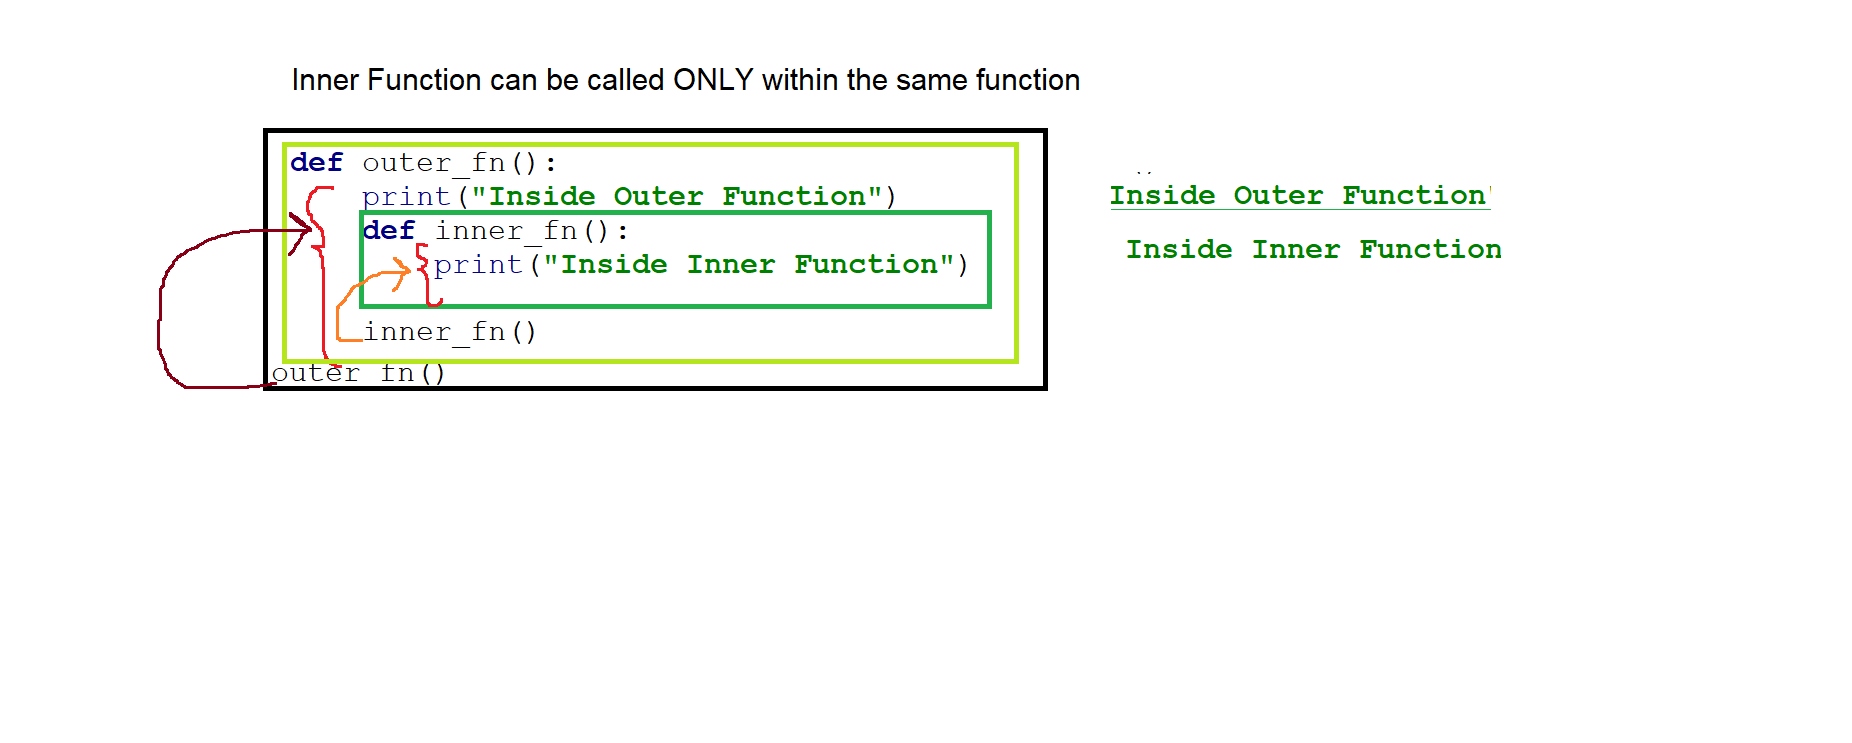 Inner Function can be called ONLY within the same function
def outer_fn():
    print("Inside Outer Function")
    def inner_fn():
        print("Inside Inner Function")
    inner_fn()
outer_fn()
Inside Outer Function'
Inside Inner Function